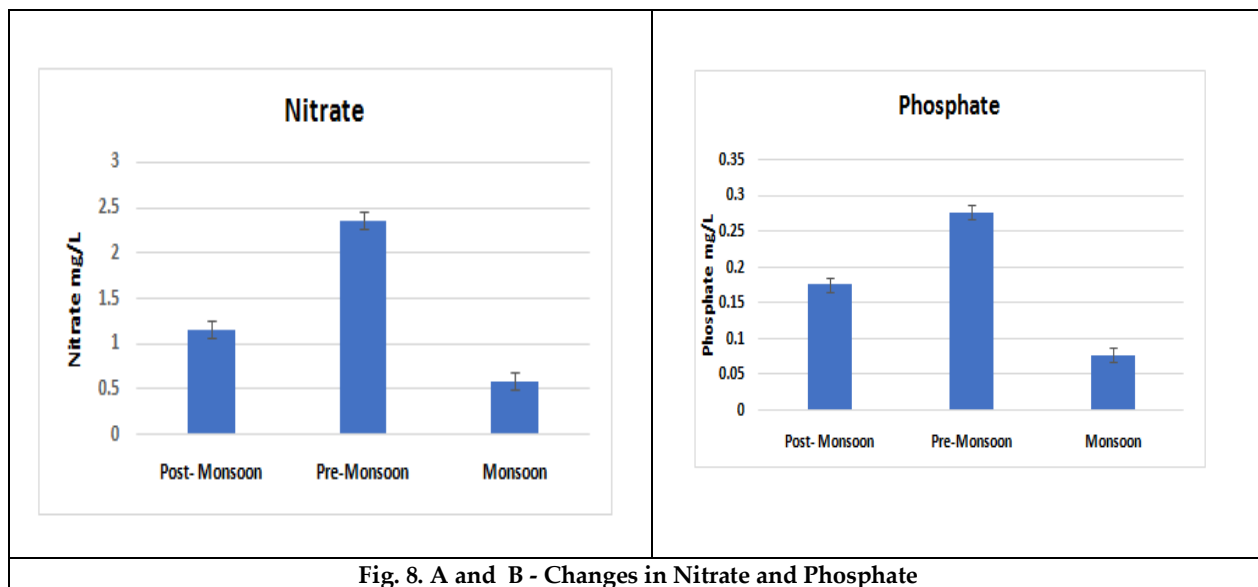 Nitrate
Nitrate mg/L
3
2.5
2
1.5
1
0.5
0
Post- Monsoon Pre-Monsoon Monsoon
Phosphate
Phosphate mg/L
0.35
0.3
0.25
0.2
0.15
0.1
0.05
0
Post- Monsoon Pre-Monsoon Monsoon
Fig. 8. A and B - Changes in Nitrate and Phosphate